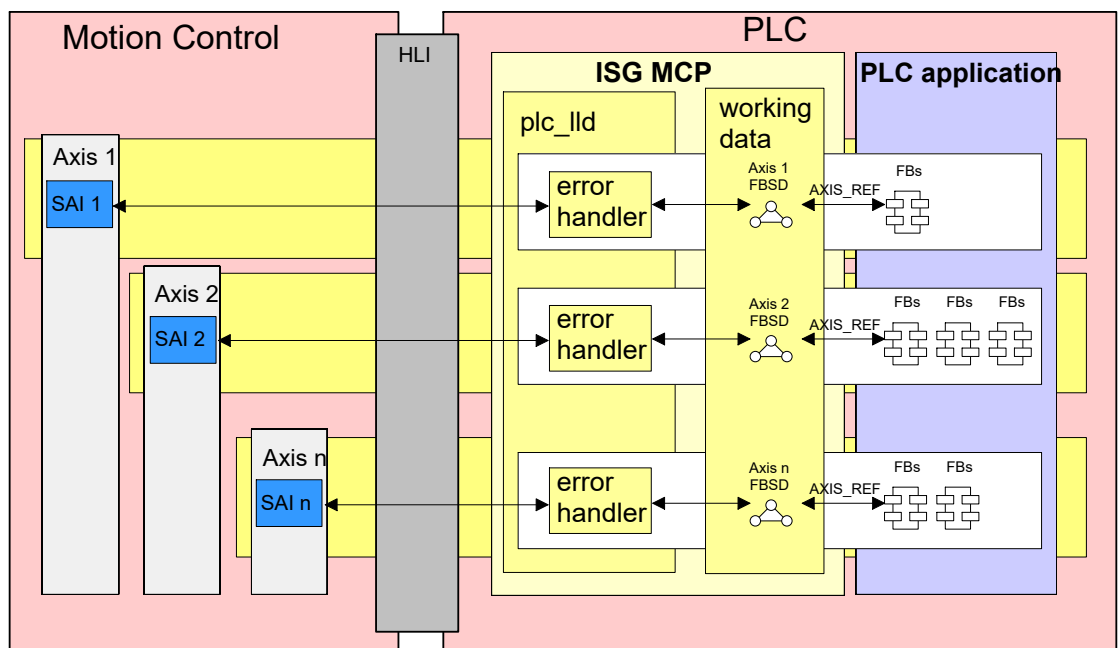 Motion Control
HLI
PLC
ISG MCP
PLC application
plc_lld
working
data
Axis 1
SAI 1
error
handler
Axis 1
FBSD
AXIS_REF
FBs
Axis 2
SAI 2
error
handler
Axis 2
FBSD
AXIS_REF
FBs
FBs
FBs
Axis n
SAI n
error
handler
Axis n
FBSD
AXIS_REF
FBs
FBs